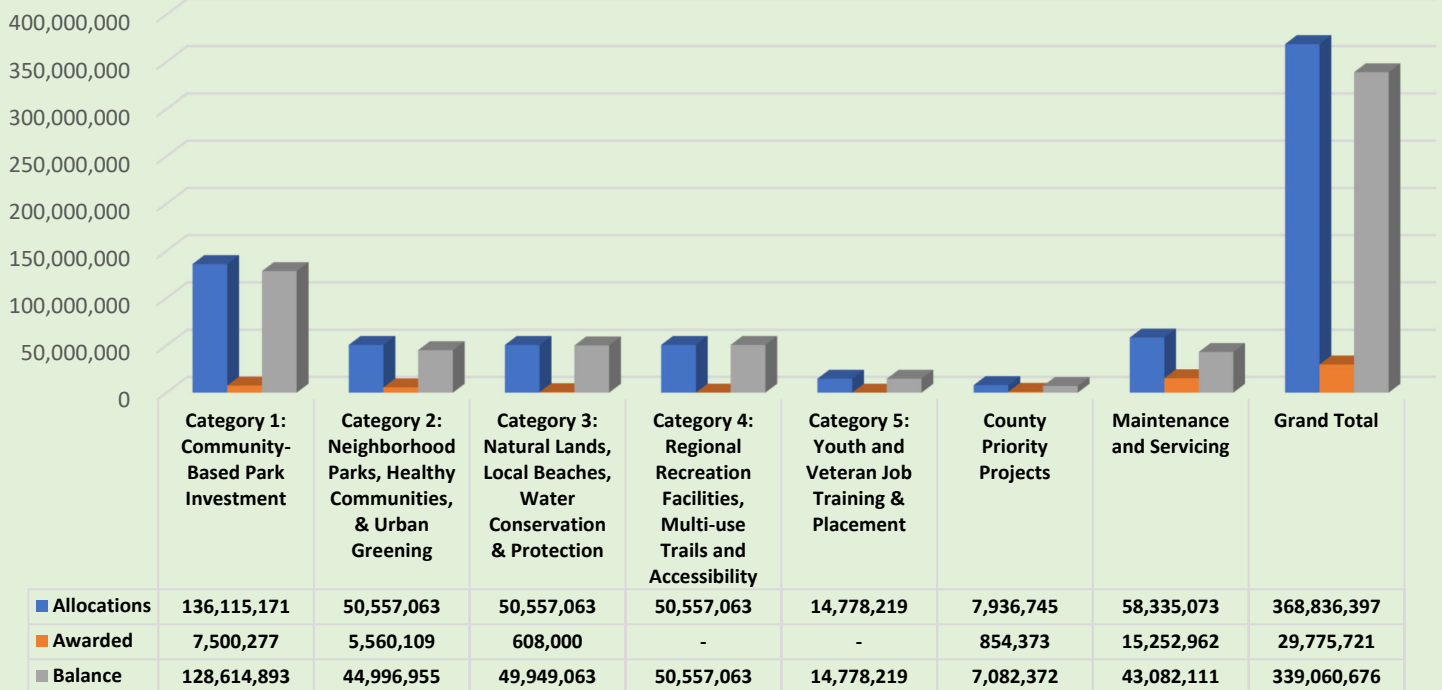 400,000,000
350,000,000
300,000,000
250,000,000
200,000,000
150,000,000
100,000,000
50,000,000
0
Category 1:
Community-
Based Park
Investment
Category 2:
Neighborhood
Parks, Healthy
Communities,
& Urban
Greening
Category 3:
Natural Lands,
Local Beaches,
Water
Conservation
& Protection
Category 4:
Regional
Recreation
Facilities,
Multi-use
Trails and
Accessibility
Category 5:
Youth and
Veteran Job
Training &
Placement
County
Priority
Projects
Maintenance
and Servicing
Grand Total
Allocations 136,115,171 50,557,063 50,557,063 50,557,063 14,778,219 7,936,745 58,335,073 368,836,397
Awarded 7,500,277 5,560,109 608,000 - - 854,373 15,252,962 29,775,721
Balance 128,614,893 44,996,955 49,949,063 50,557,063 14,778,219 7,082,372 43,082,111 339,060,676